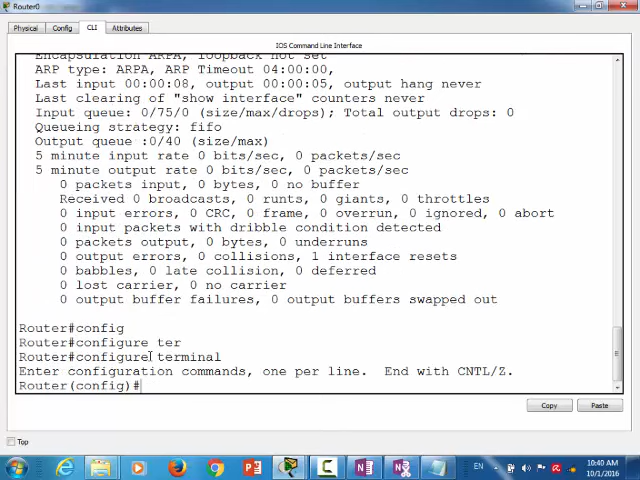 Router0
Physical Config CLI Attributes
IOS Command Line Interface
Encapsulation ARPA, loopback not set
ARP type: ARPA, ARP Timeout 04:00:00,
Last input 00:00:08, output 00:00:05, output hang never
Last clearing of "show interface" counters never
Input queue: 0/75/0 (size/max/drops); Total output drops: 0
Queueing strategy: fifo
Output queue :0/40 (size/max)
5 minute input rate 0 bits/sec, 0 packets/sec
5 minute output rate 0 bits/sec, 0 packets/sec
0 packets input, 0 bytes, 0 no buffer
Received 0 broadcasts, 0 runts, 0 giants, 0 throttles
0 input errors, 0 CRC, 0 frame, 0 overrun, 0 ignored, 0 abort
0 input packets with dribble condition detected
0 packets output, 0 bytes, 0 underruns
0 output errors, 0 collisions, 1 interface resets
0 babbles, 0 late collision, 0 deferred
0 lost carrier, 0 no carrier
0 output buffer failures, 0 output buffers swapped out
Router#config
Router#configure ter
Router#configure terminal
Enter configuration commands, one per line. End with CNTL/Z.
Router(config)#
Copy Paste
Top
EN 10:40 AM
10/1/2016